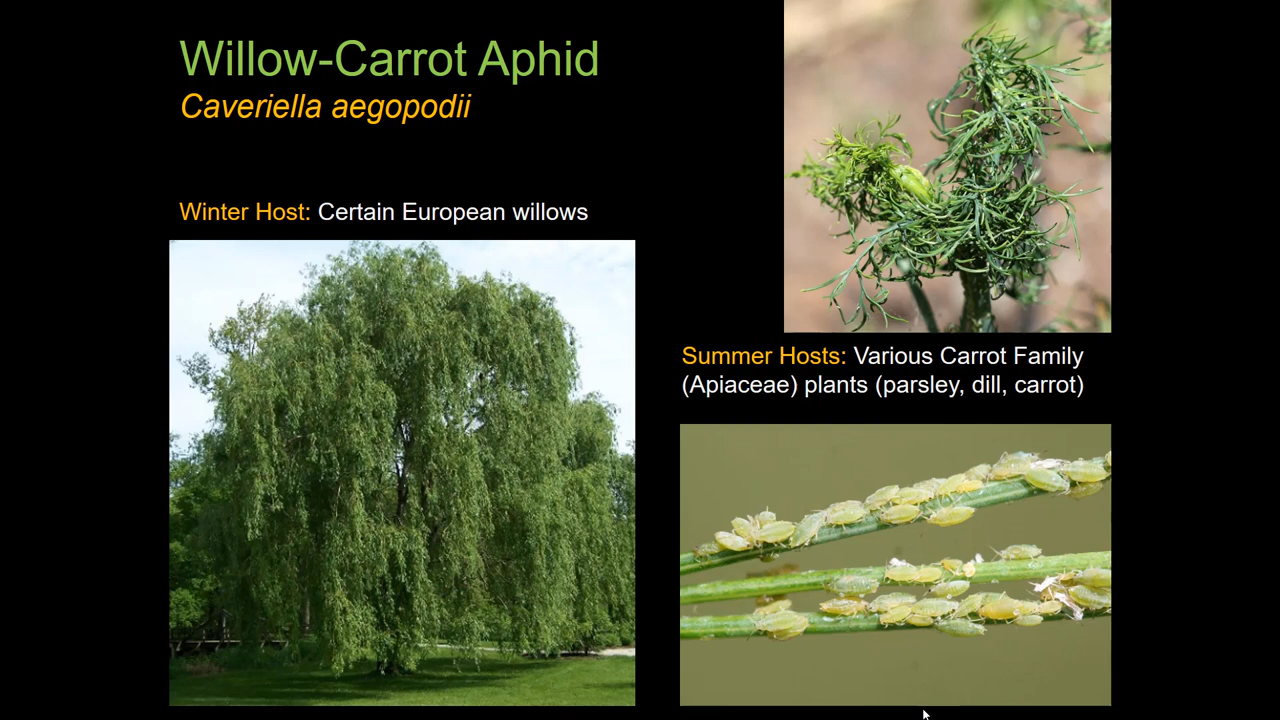 Willow-Carrot Aphid
Caveriella aegopodii
Winter Host: Certain European willows
Summer Hosts: Various Carrot Family
(Apiaceae) plants (parsley, dill, carrot)